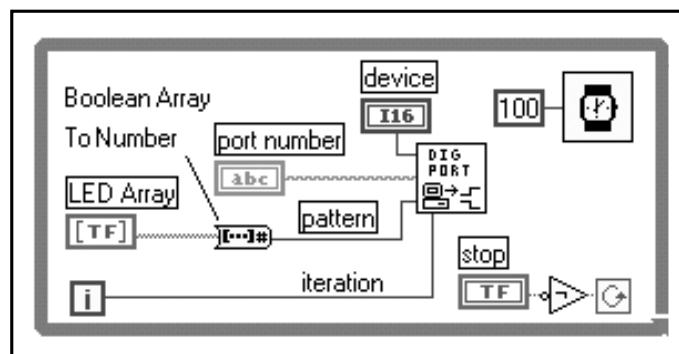 device
Boolean Array
To Number
I16
100
port number
abc
DIG
PORT
LED Array
[TF]
[...]#
pattern
stop
TF
iteration
i